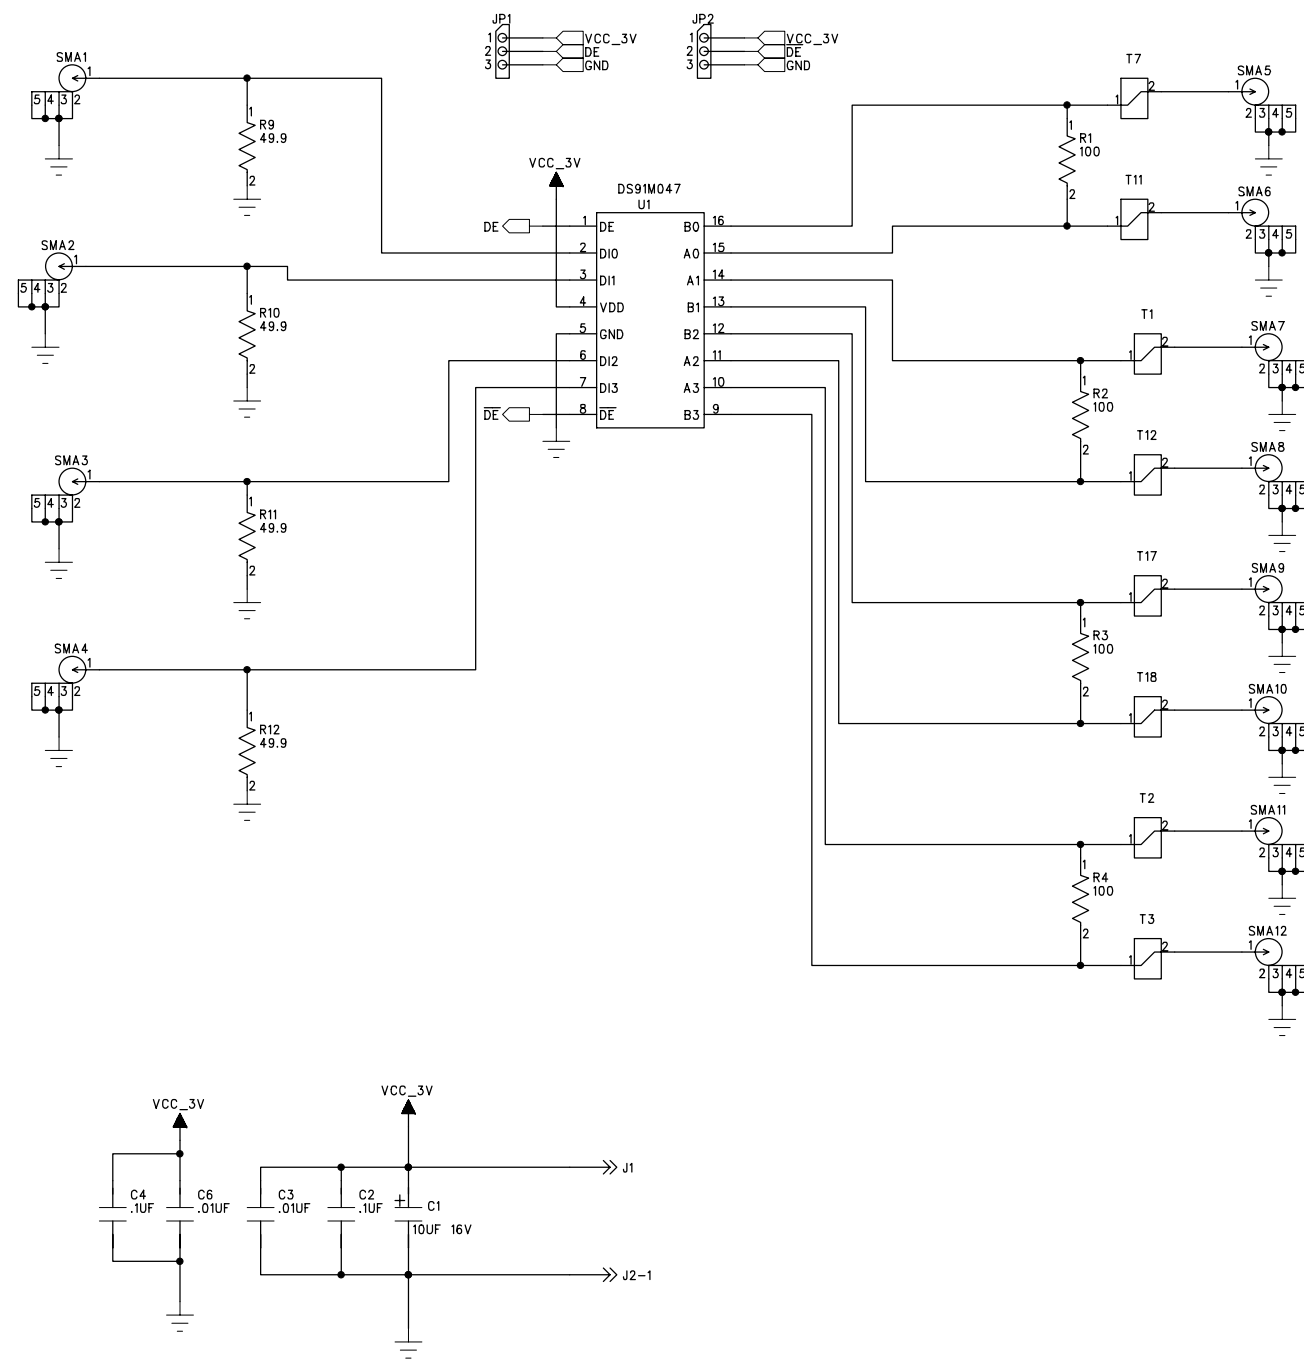 JP1
1 VCC_3V
2 DE
3 GND
JP2
1 VCC_3V
2 D̅E̅
3 GND
SMA1
1
5 4 3 2
1
R9
49.9
2
SMA2
1
5 4 3 2
1
R10
49.9
2
SMA3
1
5 4 3 2
1
R11
49.9
2
SMA4
1
5 4 3 2
1
R12
49.9
2
VCC_3V
DS91M047
U1
DE 1 DE B0 16
2 DI0 A0 15
3 DI1 A1 14
4 VDD B1 13
5 GND B2 12
6 DI2 A2 11
7 DI3 A3 10
D̅E̅ 8 D̅E̅ B3 9
T7
1 2
SMA5
1
2 3 4 5
1
R1
100
2
T11
1 2
SMA6
1
2 3 4 5
T1
1 2
SMA7
1
2 3 4 5
1
R2
100
2
T12
1 2
SMA8
1
2 3 4 5
T17
1 2
SMA9
1
2 3 4 5
1
R3
100
2
T18
1 2
SMA10
1
2 3 4 5
T2
1 2
SMA11
1
2 3 4 5
1
R4
100
2
T3
1 2
SMA12
1
2 3 4 5
VCC_3V
C4
.1UF
C6
.01UF
VCC_3V
C3
.01UF
C2
.1UF
+
C1
10UF 16V
J1
J2-1